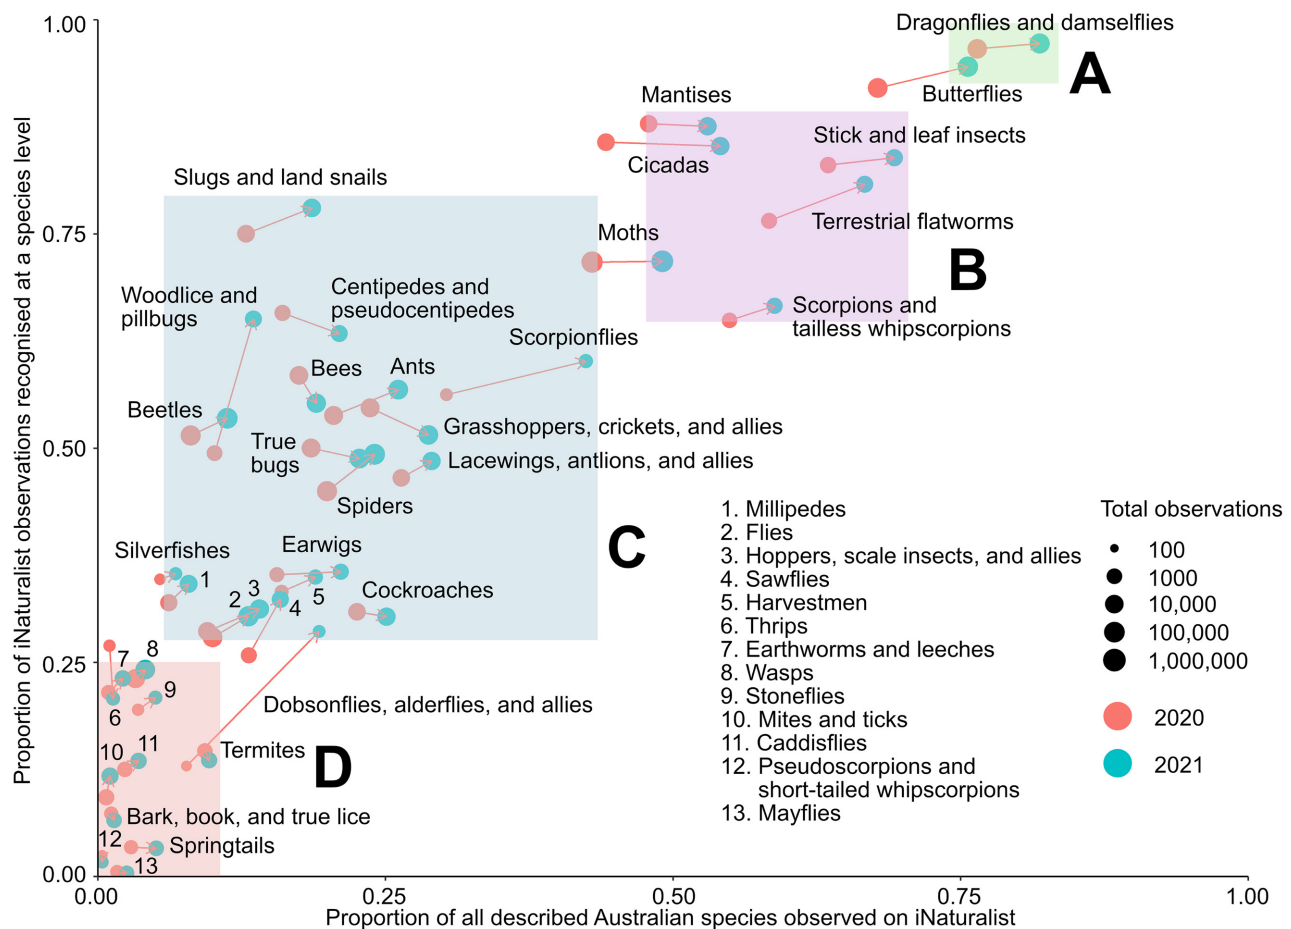 1.00
Dragonflies and damselflies
A
Butterflies
Mantises
Stick and leaf insects
Cicadas
Slugs and land snails
0.75
Moths
Terrestrial flatworms
B
Woodlice and
pillbugs
Centipedes and
pseudocentipedes
Scorpions and
tailless whipscorpions
Scorpionflies
Bees
Ants
Beetles
Grasshoppers, crickets, and allies
True
bugs
0.50
Lacewings, antlions, and allies
Spiders
Silverfishes
Earwigs
C
1
2
3
4
5
Cockroaches
0.25
7
8
6
9
Dobsonflies, alderflies, and allies
10
11
Termites
D
Bark, book, and true lice
12
Springtails
13
0.00
0.00
0.25
0.50
0.75
1.00
Proportion of iNaturalist observations recognised at a species level
Proportion of all described Australian species observed on iNaturalist
1. Millipedes
2. Flies
3. Hoppers, scale insects, and allies
4. Sawflies
5. Harvestmen
6. Thrips
7. Earthworms and leeches
8. Wasps
9. Stoneflies
10. Mites and ticks
11. Caddisflies
12. Pseudoscorpions and
short-tailed whipscorpions
13. Mayflies
Total observations
100
1000
10,000
100,000
1,000,000
2020
2021